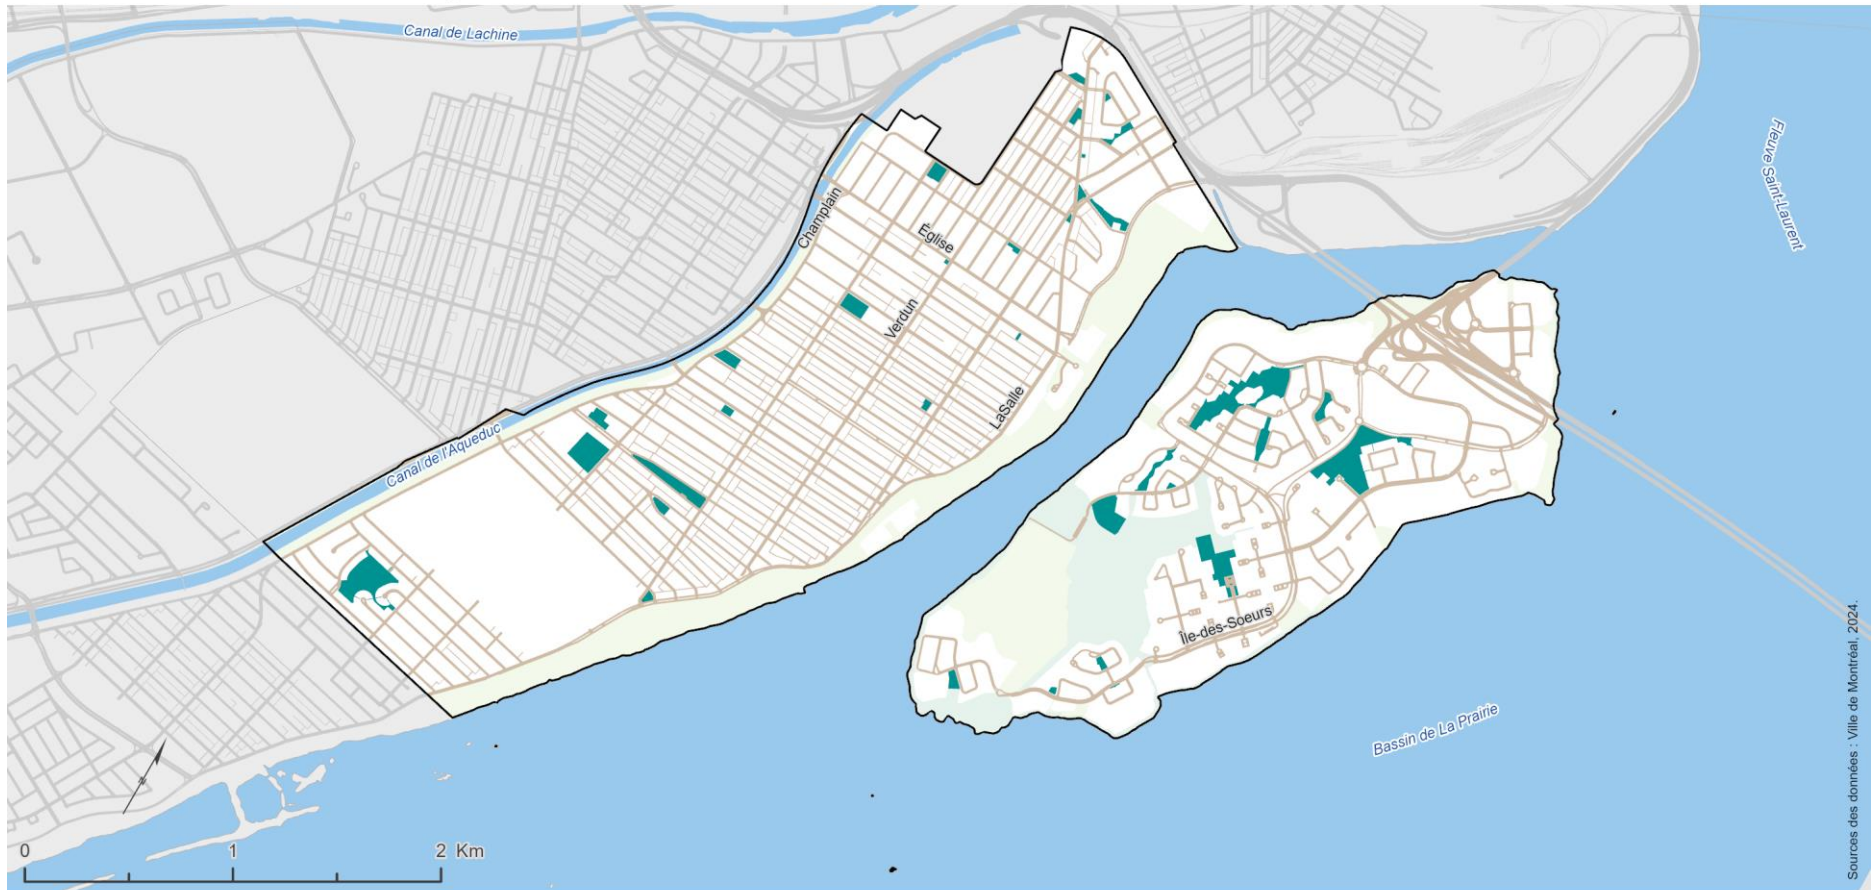 Canal de Lachine
Fleuve Saint-Laurent
Champlain
Église
Verdun
LaSalle
Canal de l'Aqueduc
Île-des-Soeurs
Bassin de La Prairie
N
0 1 2 Km
Sources des données : Ville de Montréal, 2024.